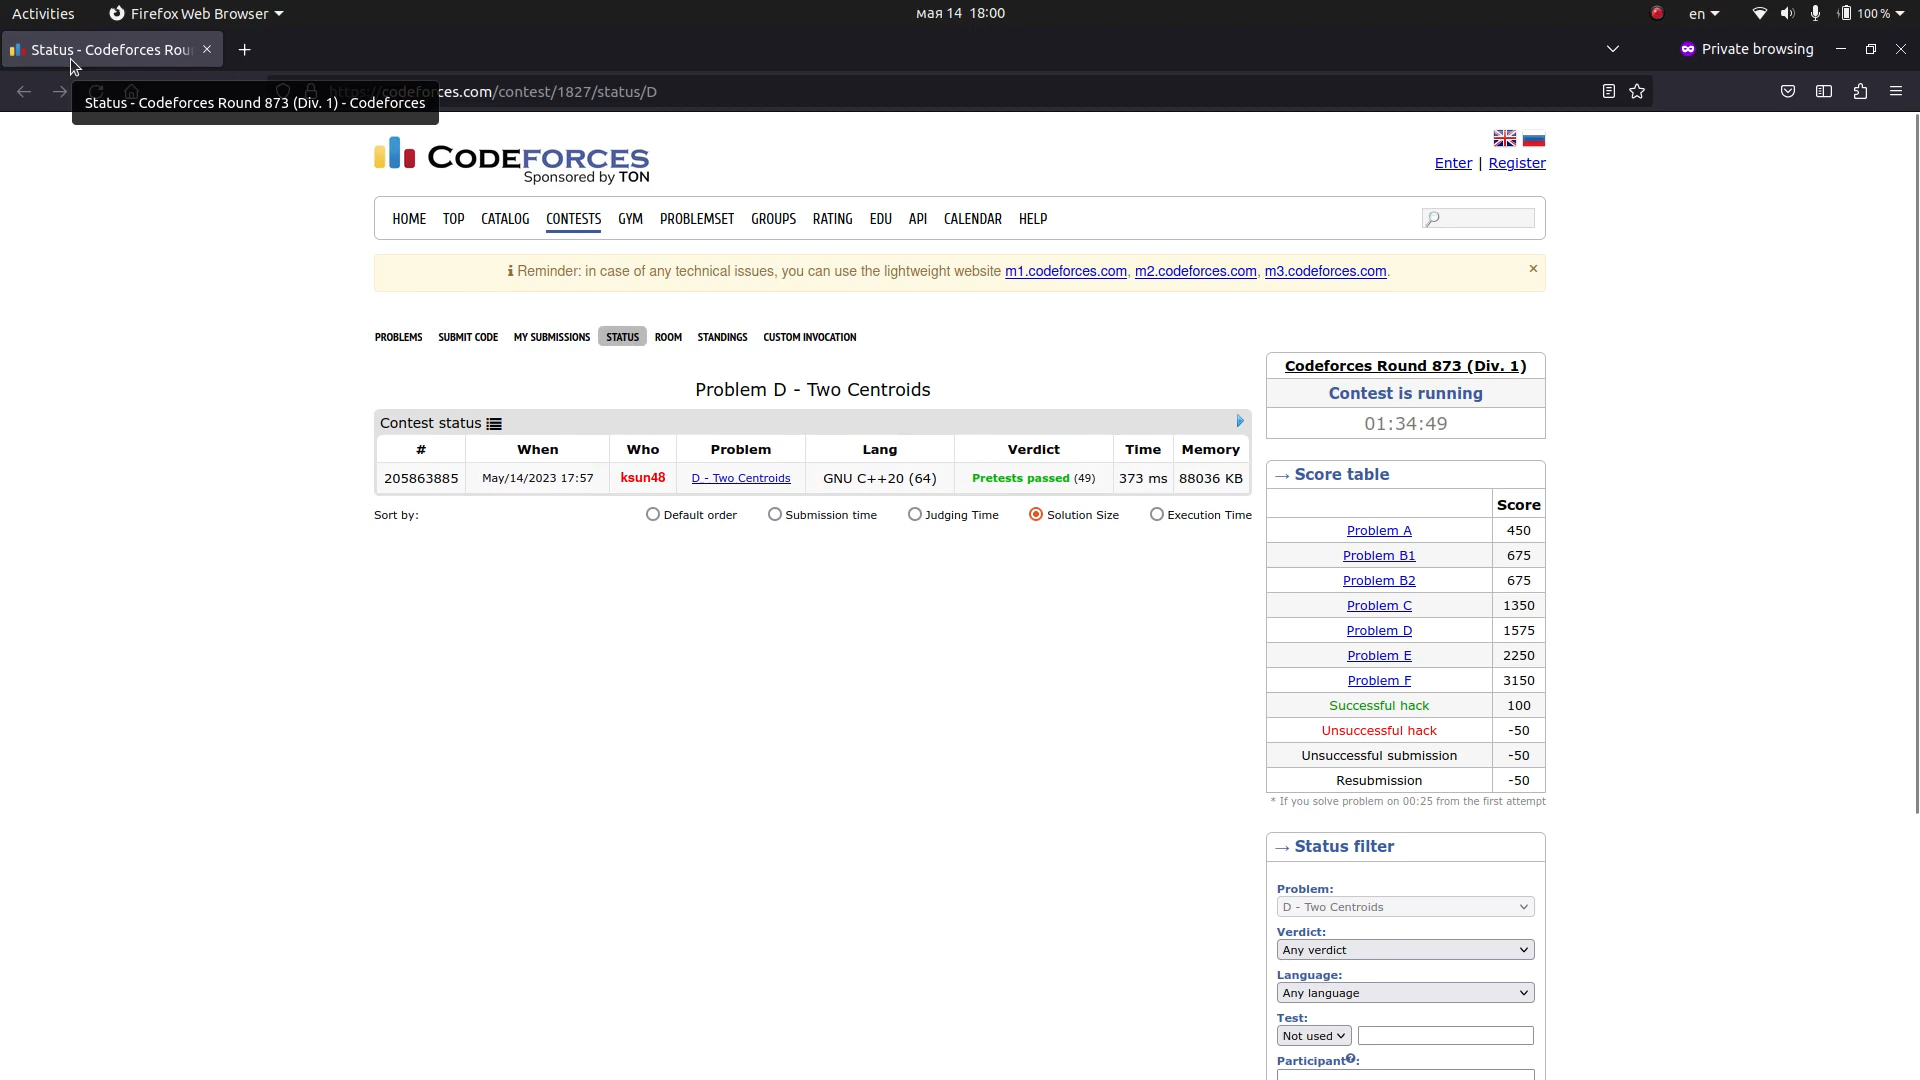 Activities
Firefox Web Browser
мая 14 18:00
en
100 %
Status - Codeforces Rou
Private browsing
https://codeforces.com/contest/1827/status/D
Status - Codeforces Round 873 (Div. 1) - Codeforces
CODEFORCES
Sponsored by TON
Enter | Register
HOME TOP CATALOG CONTESTS GYM PROBLEMSET GROUPS RATING EDU API CALENDAR HELP
Reminder: in case of any technical issues, you can use the lightweight website m1.codeforces.com, m2.codeforces.com, m3.codeforces.com.
PROBLEMS SUBMIT CODE MY SUBMISSIONS STATUS ROOM STANDINGS CUSTOM INVOCATION
Problem D - Two Centroids
Contest status
# When Who Problem Lang Verdict Time Memory
205863885 May/14/2023 17:57 ksun48 D - Two Centroids GNU C++20 (64) Pretests passed (49) 373 ms 88036 KB
Sort by: Default order Submission time Judging Time Solution Size Execution Time
Codeforces Round 873 (Div. 1)
Contest is running
01:34:49
→ Score table
Score
Problem A 450
Problem B1 675
Problem B2 675
Problem C 1350
Problem D 1575
Problem E 2250
Problem F 3150
Successful hack 100
Unsuccessful hack -50
Unsuccessful submission -50
Resubmission -50
* If you solve problem on 00:25 from the first attempt
→ Status filter
Problem:
D - Two Centroids
Verdict:
Any verdict
Language:
Any language
Test:
Not used
Participant?: